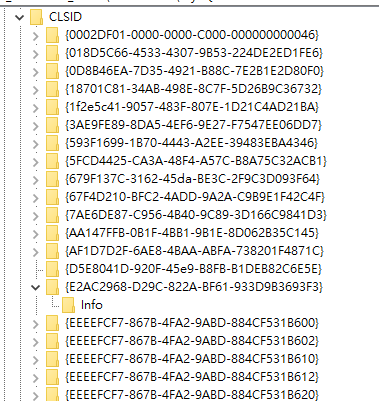 CLSID
{0002DF01-0000-0000-C000-000000000046}
{018D5C66-4533-4307-9B53-224DE2ED1FE6}
{0D8B46EA-7D35-4921-B88C-7E2B1E2D80F0}
{18701C81-34AB-498E-8C7F-5D26B9C36732}
{1f2e5c41-9057-483F-807E-1D21C4AD21BA}
{3AE9FE89-8DA5-4EF6-9E27-F7547EE06DD7}
{593F1699-1B70-4443-A2EE-39483EBA4346}
{5FCD4425-CA3A-48F4-A57C-B8A75C32ACB1}
{679F137C-3162-45da-BE3C-2F9C3D093F64}
{67F4D210-BFC2-4ADD-9A2A-C9B9E1F42C4F}
{7AE6DE87-C956-4B40-9C89-3D166C9841D3}
{AA147FFB-0B1F-4BB1-9B1E-8D062B35C145}
{AF1D7D2F-6AE8-4BAA-ABFA-738201F4871C}
{D5E8041D-920F-45e9-B8FB-B1DEB82C6E5E}
{E2AC2968-D29C-822A-BF61-933D9B3693F3}
Info
{EEEEFCF7-867B-4FA2-9ABD-884CF531B600}
{EEEEFCF7-867B-4FA2-9ABD-884CF531B602}
{EEEEFCF7-867B-4FA2-9ABD-884CF531B610}
{EEEEFCF7-867B-4FA2-9ABD-884CF531B612}
{EEEEFCF7-867B-4FA2-9ABD-884CF531B620}